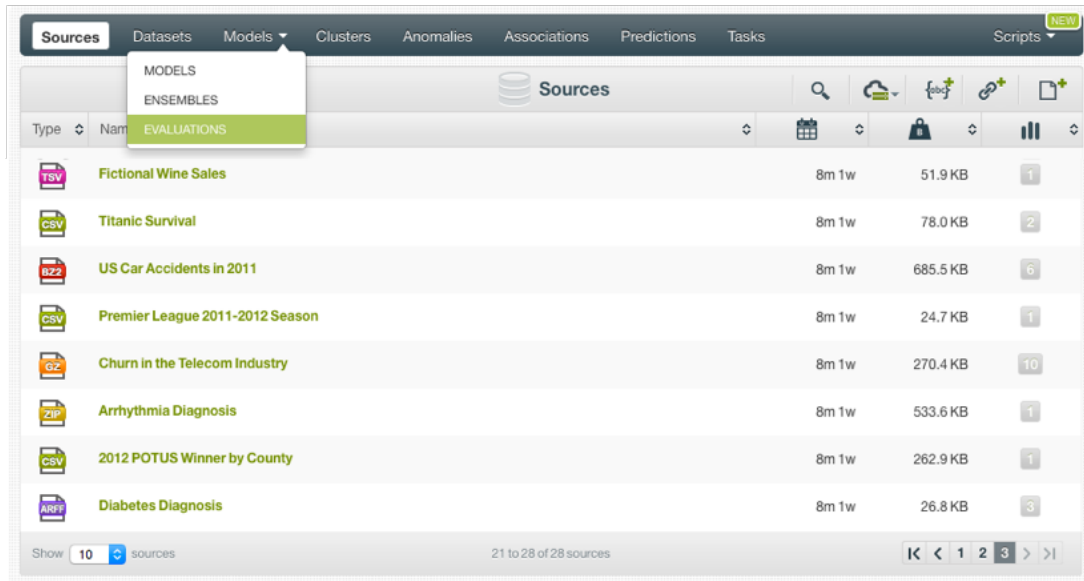 NEW
Sources Datasets Models Clusters Anomalies Associations Predictions Tasks Scripts
MODELS
ENSEMBLES
EVALUATIONS
Sources
Type
TSV Fictional Wine Sales 8m 1w 51.9 KB 1
CSV Titanic Survival 8m 1w 78.0 KB 2
BZ2 US Car Accidents in 2011 8m 1w 685.5 KB 6
CSV Premier League 2011-2012 Season 8m 1w 24.7 KB 1
GZ Churn in the Telecom Industry 8m 1w 270.4 KB 10
ZIP Arrhythmia Diagnosis 8m 1w 533.6 KB 1
CSV 2012 POTUS Winner by County 8m 1w 262.9 KB 1
ARFF Diabetes Diagnosis 8m 1w 26.8 KB 3
Show 10 sources 21 to 28 of 28 sources 1 2 3